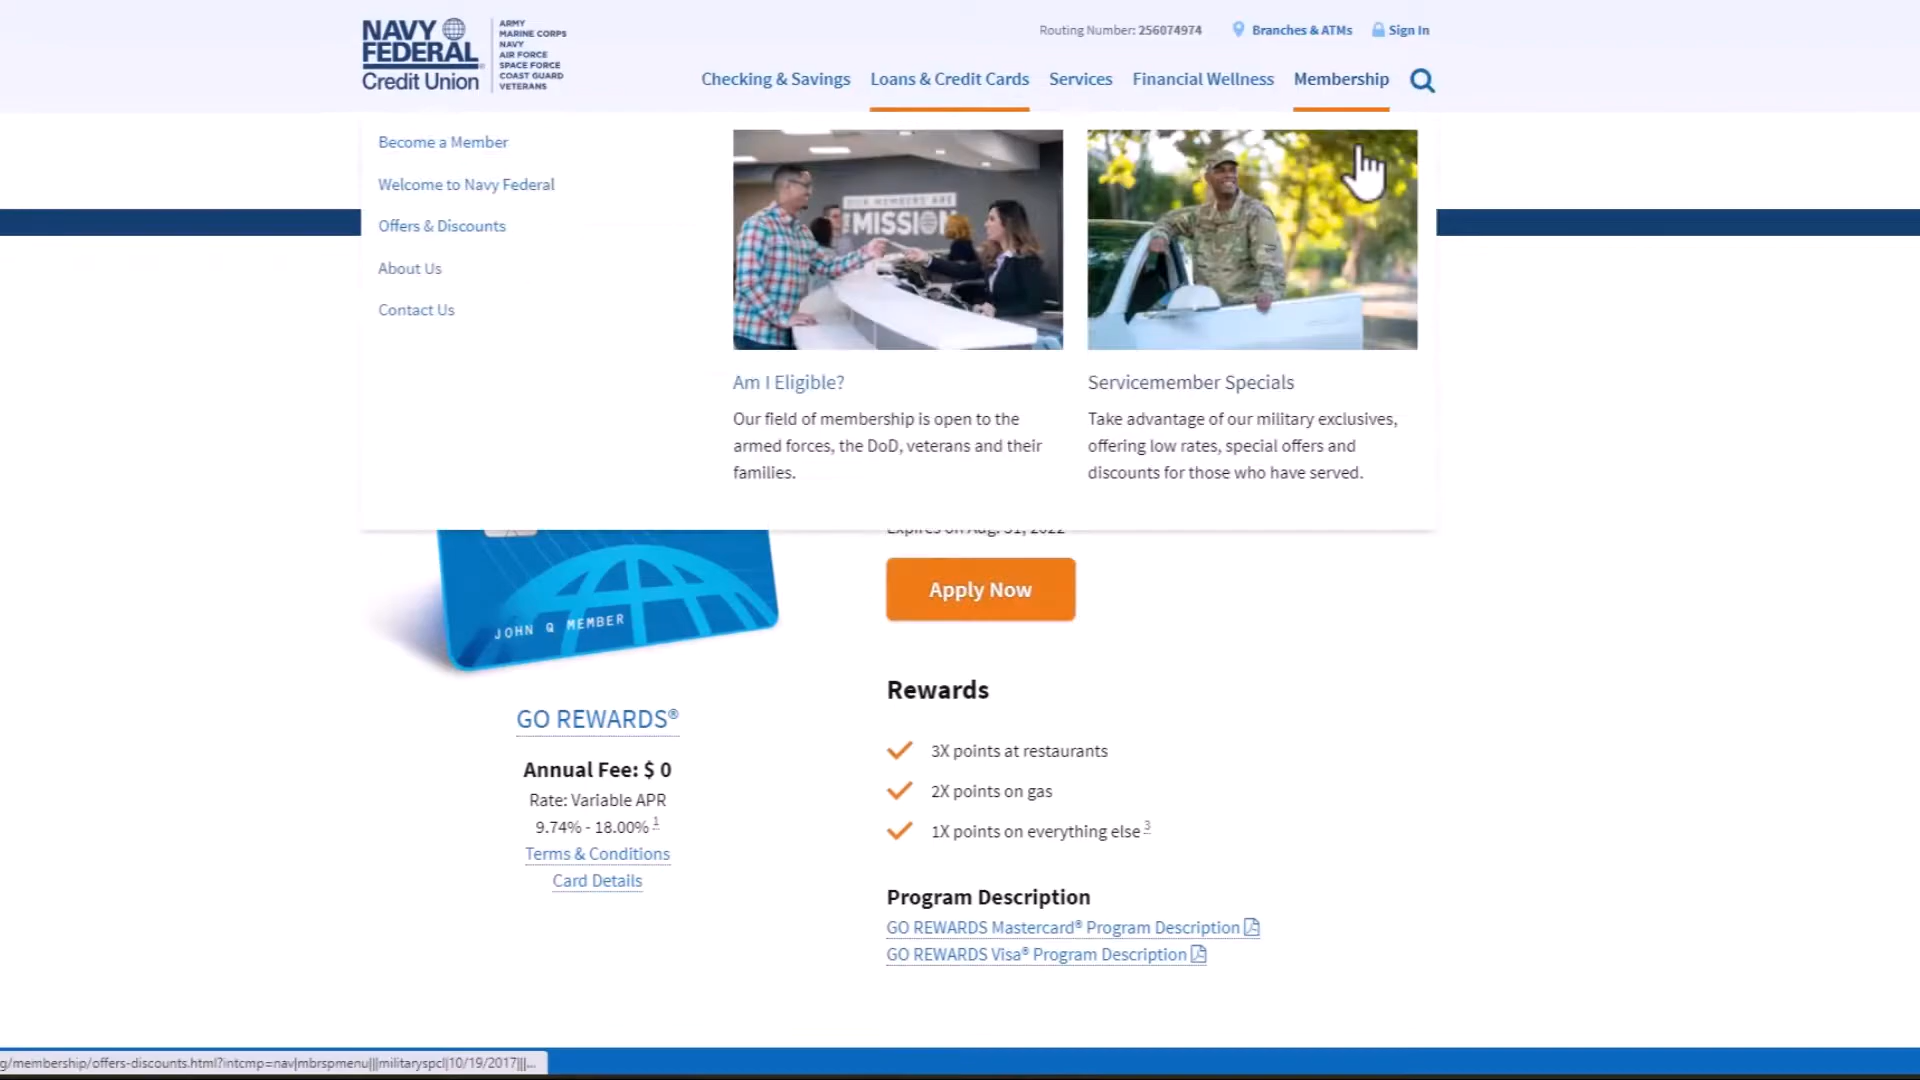 NAVY
FEDERAL
Credit Union
ARMY
MARINE CORPS
NAVY
AIR FORCE
SPACE FORCE
COAST GUARD
VETERANS
Routing Number: 256074974
Branches & ATMs
Sign In
Checking & Savings
Loans & Credit Cards
Services
Financial Wellness
Membership
Become a Member
Welcome to Navy Federal
Offers & Discounts
About Us
Contact Us
OUR MEMBERS ARE
THE MISSION
Am I Eligible?
Our field of membership is open to the
armed forces, the DoD, veterans and their
families.
Servicemember Specials
Take advantage of our military exclusives,
offering low rates, special offers and
discounts for those who have served.
Expires on Aug. 31, 2022
Apply Now
JOHN Q MEMBER
GO REWARDS®
Annual Fee: $ 0
Rate: Variable APR
9.74% - 18.00% 1
Terms & Conditions
Card Details
Rewards
3X points at restaurants
2X points on gas
1X points on everything else 3
Program Description
GO REWARDS Mastercard® Program Description
GO REWARDS Visa® Program Description
g/membership/offers-discounts.html?intcmp=nav|mbrspmenu|||militaryspcl|10/19/2017|||...